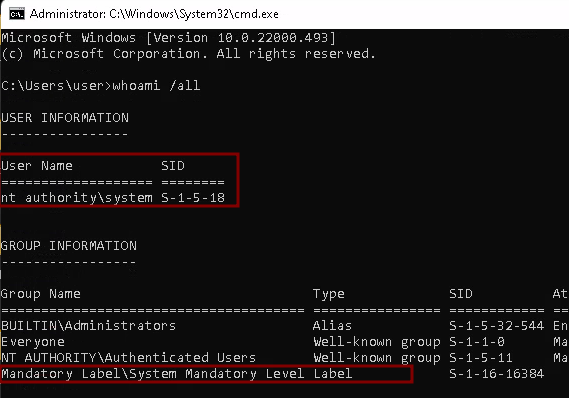 Administrator: C:\Windows\System32\cmd.exe
Microsoft Windows [Version 10.0.22000.493]
(c) Microsoft Corporation. All rights reserved.
C:\Users\user>whoami /all
USER INFORMATION
----------------
User Name SID
=================== ========
nt authority\system S-1-5-18
GROUP INFORMATION
-----------------
Group Name Type SID At
====================================== ================ ============ ==
BUILTIN\Administrators Alias S-1-5-32-544 En
Everyone Well-known group S-1-1-0 Ma
NT AUTHORITY\Authenticated Users Well-known group S-1-5-11 Ma
Mandatory Label\System Mandatory Level Label S-1-16-16384